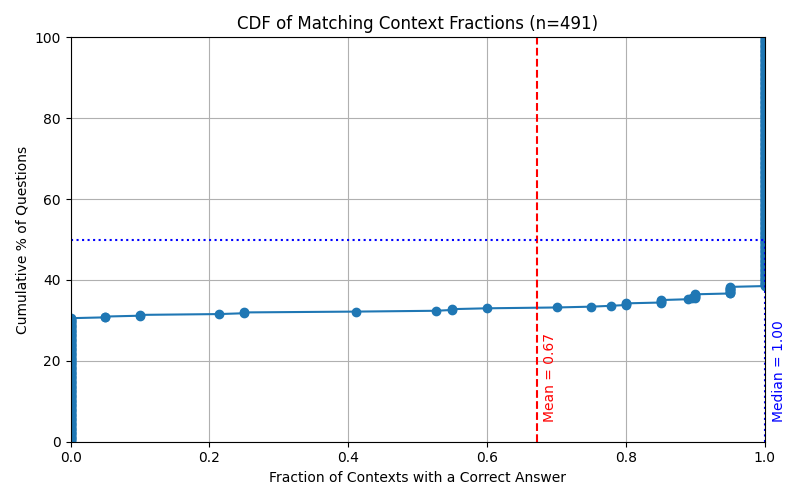 CDF of Matching Context Fractions (n=491)
Cumulative % of Questions
100
80
60
40
20
0
Mean = 0.67
Median = 1.00
0.0 0.2 0.4 0.6 0.8 1.0
Fraction of Contexts with a Correct Answer